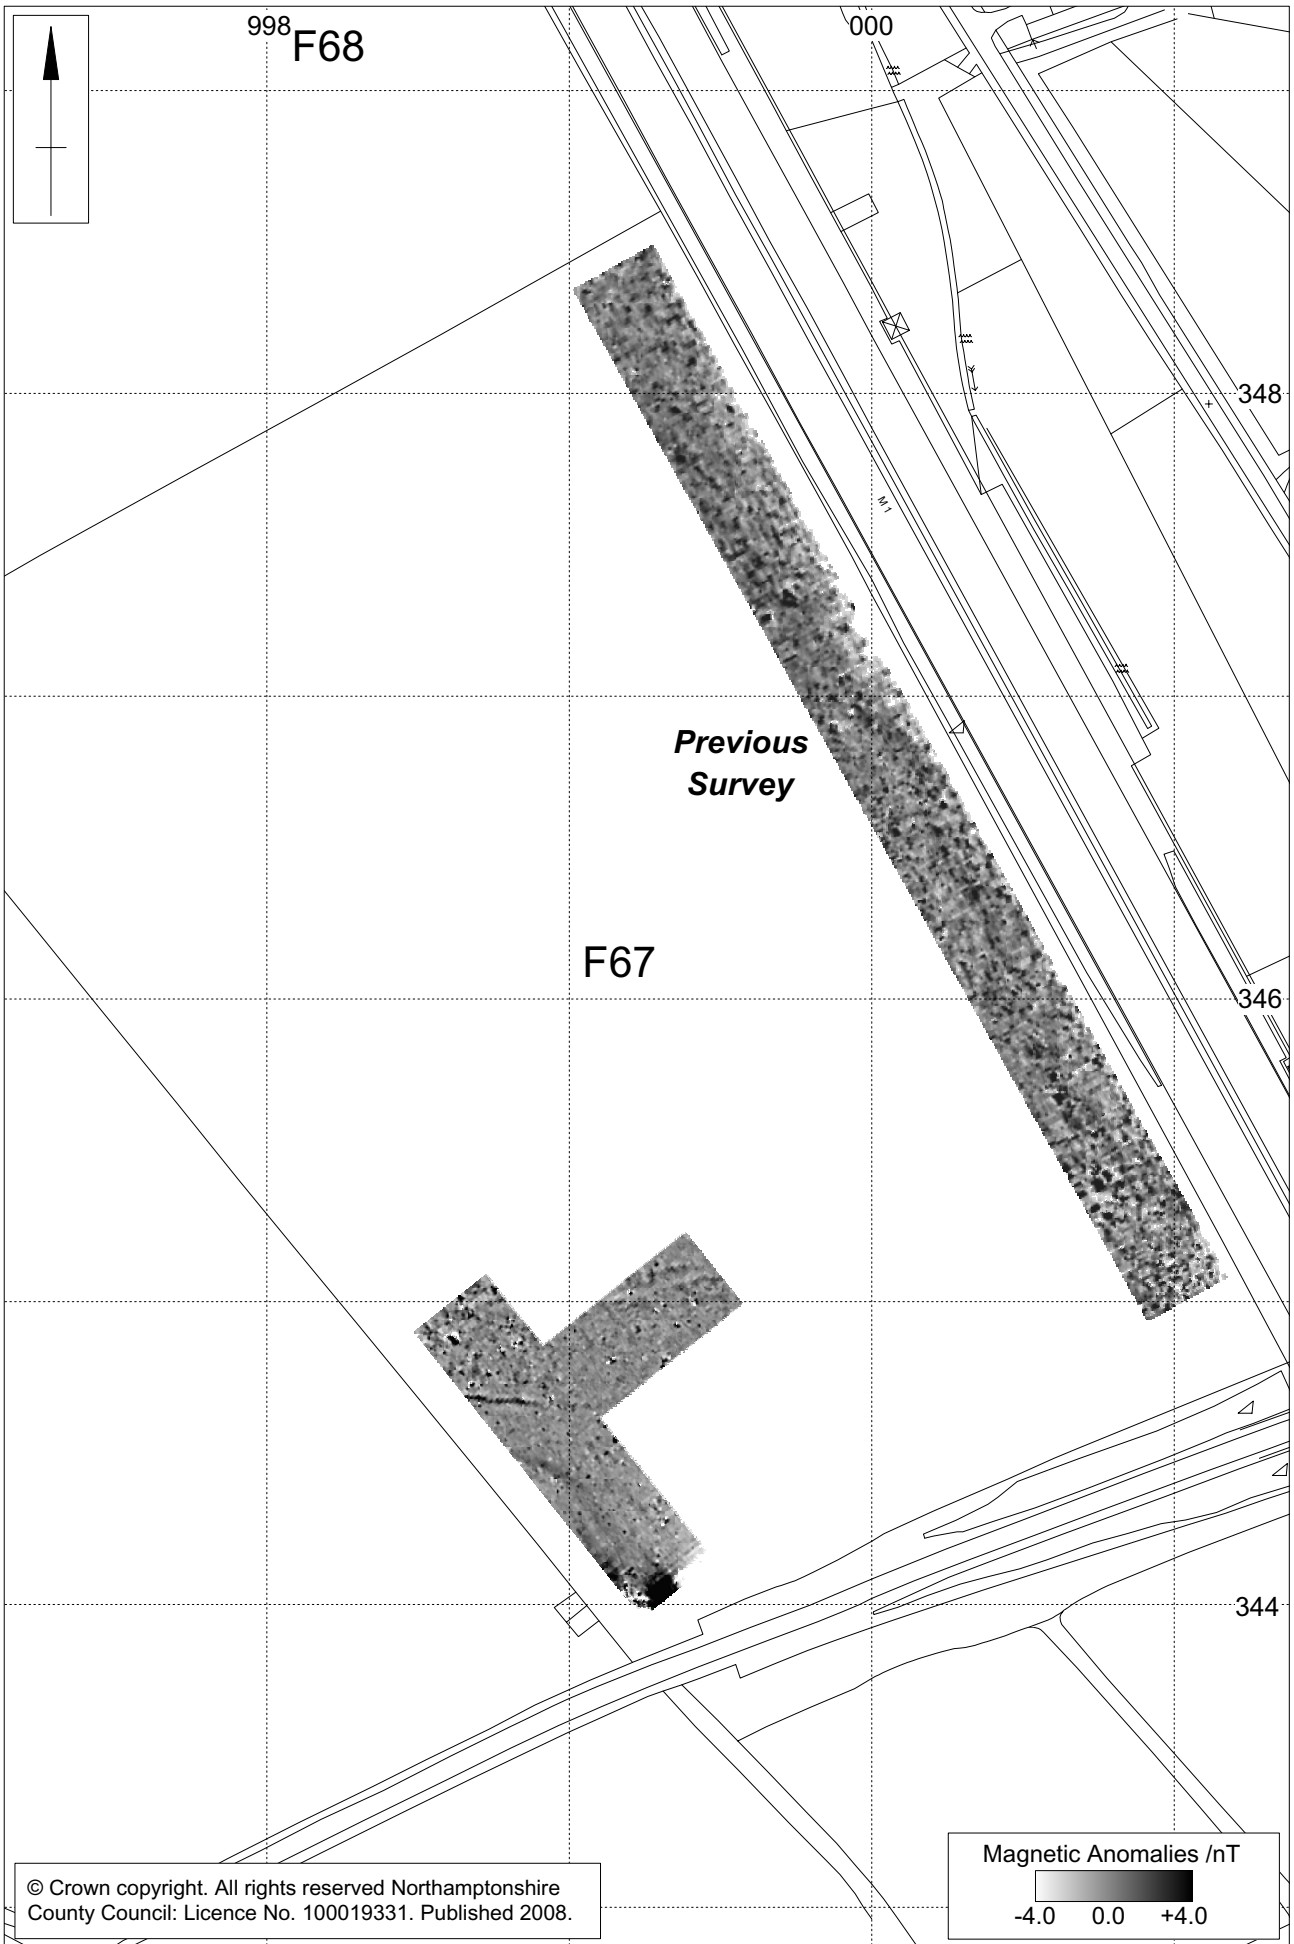 998
F68
000
348
M 1
Previous
Survey
F67
346
344
© Crown copyright. All rights reserved Northamptonshire
County Council: Licence No. 100019331. Published 2008.
Magnetic Anomalies /nT
-4.0 0.0 +4.0